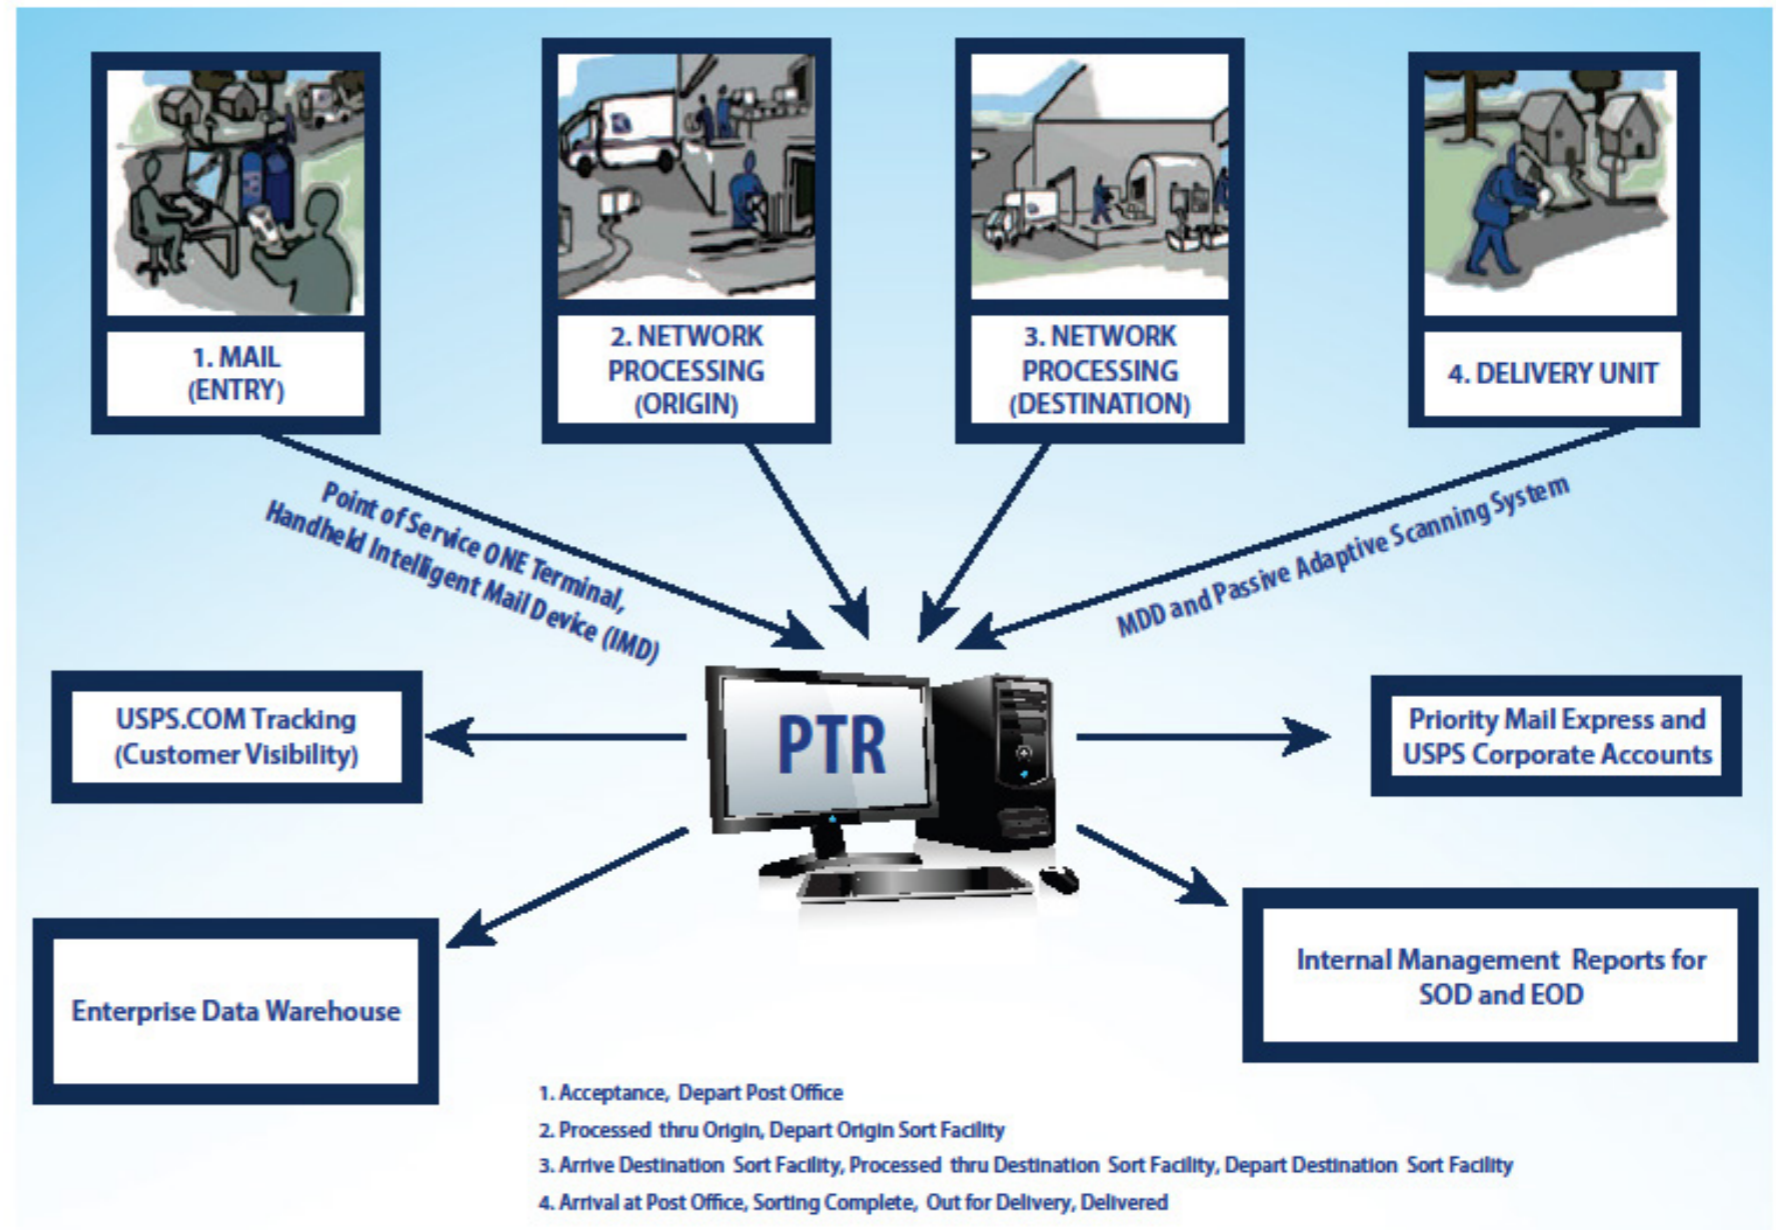 1. MAIL
(ENTRY)
2. NETWORK
PROCESSING
(ORIGIN)
3. NETWORK
PROCESSING
(DESTINATION)
4. DELIVERY UNIT
Point of Service ONE Terminal,
Handheld Intelligent Mail Device (IMD)
MDD and Passive Adaptive Scanning System
PTR
USPS.COM Tracking
(Customer Visibility)
Priority Mail Express and
USPS Corporate Accounts
Enterprise Data Warehouse
Internal Management Reports for
SOD and EOD
1. Acceptance, Depart Post Office
2. Processed thru Origin, Depart Origin Sort Facility
3. Arrive Destination Sort Facility, Processed thru Destination Sort Facility, Depart Destination Sort Facility
4. Arrival at Post Office, Sorting Complete, Out for Delivery, Delivered